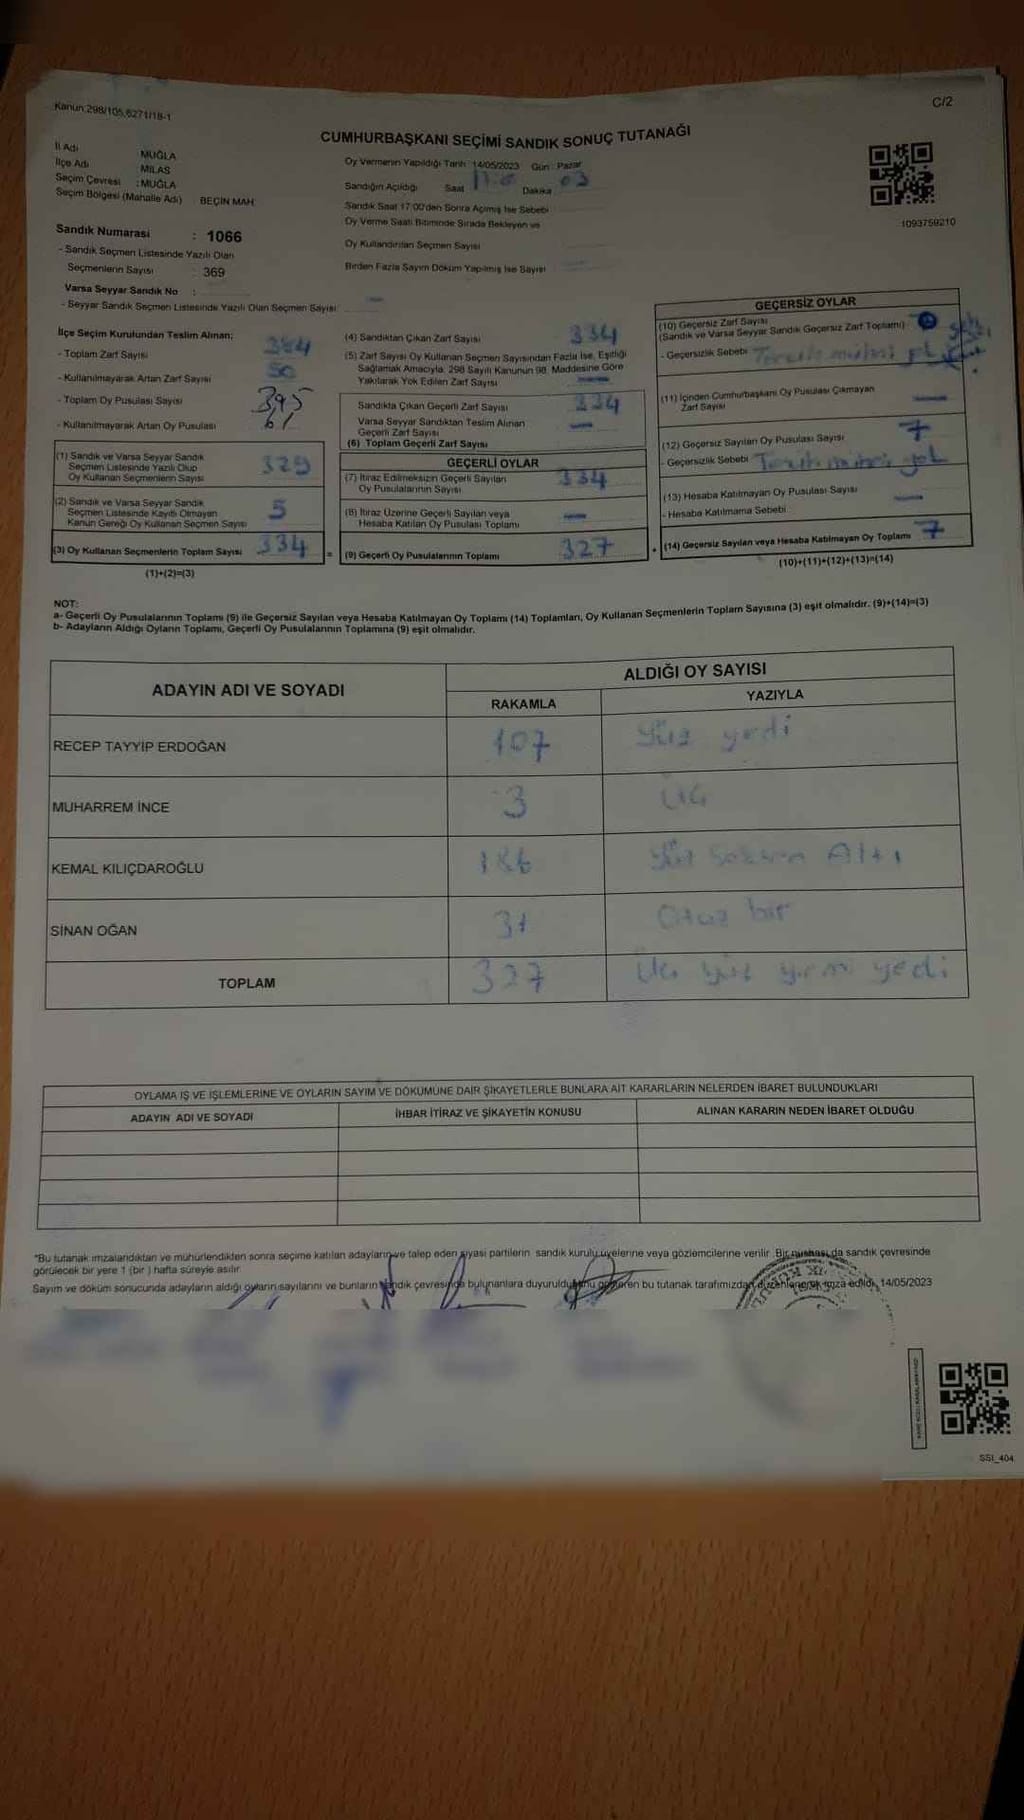 Kanun 298/105,6271/18-1
C/2
CUMHURBAŞKANI SEÇİMİ SANDIK SONUÇ TUTANAĞI
İl Adı MUĞLA
İlçe Adı MİLAS
Seçim Çevresi : MUĞLA
Seçim Bölgesi (Mahalle Adı) BEÇİN MAH
Sandık Numarası : 1066
- Sandık Seçmen Listesinde Yazılı Olan
Seçmenlerin Sayısı : 369
Varsa Seyyar Sandık No :
- Seyyar Sandık Seçmen Listesinde Yazılı Olan Seçmen Sayısı
Oy Vermenin Yapıldığı Tarih 14/05/2023 Gün : Pazar
Sandığın Açıldığı Saat Dakika 03
Sandık Saat 17:00'den Sonra Açılmış İse Sebebi
Oy Verme Saati Bitiminde Sırada Bekleyen ve
Oy Kullandırılan Seçmen Sayısı
Birden Fazla Sayım Döküm Yapılmış İse Sayısı
1093759210
İlçe Seçim Kurulundan Teslim Alınan;
- Toplam Zarf Sayısı 384
- Kullanılmayarak Artan Zarf Sayısı 50
- Toplam Oy Pusulası Sayısı 395
- Kullanılmayarak Artan Oy Pusulası 61
(1) Sandık ve Varsa Seyyar Sandık
Seçmen Listesinde Yazılı Olup
Oy Kullanan Seçmenlerin Sayısı 329
(2) Sandık ve Varsa Seyyar Sandık
Seçmen Listesinde Kayıtlı Olmayan
Kanun Gereği Oy Kullanan Seçmen Sayısı 5
(3) Oy Kullanan Seçmenlerin Toplam Sayısı 334
(1)+(2)=(3)
(4) Sandıktan Çıkan Zarf Sayısı 334
(5) Zarf Sayısı Oy Kullanan Seçmen Sayısından Fazla İse, Eşitliği
Sağlamak Amacıyla 298 Sayılı Kanunun 98. Maddesine Göre
Yakılarak Yok Edilen Zarf Sayısı
Sandıkta Çıkan Geçerli Zarf Sayısı 334
Varsa Seyyar Sandıktan Teslim Alınan
Geçerli Zarf Sayısı
(6) Toplam Geçerli Zarf Sayısı
GEÇERLİ OYLAR
(7) İtiraz Edilmeksizin Geçerli Sayılan
Oy Pusulalarının Sayısı 334
(8) İtiraz Üzerine Geçerli Sayılan veya
Hesaba Katılan Oy Pusulası Toplamı
= (9) Geçerli Oy Pusulalarının Toplamı 327
GEÇERSİZ OYLAR
(10) Geçersiz Zarf Sayısı
(Sandık ve Varsa Seyyar Sandık Geçersiz Zarf Toplamı)
- Geçersizlik Sebebi Tercih mührü
(11) İçinden Cumhurbaşkanı Oy Pusulası Çıkmayan
Zarf Sayısı
(12) Geçersiz Sayılan Oy Pusulası Sayısı 7
- Geçersizlik Sebebi Tercih mührü yok
(13) Hesaba Katılmayan Oy Pusulası Sayısı
- Hesaba Katılmama Sebebi
+ (14) Geçersiz Sayılan veya Hesaba Katılmayan Oy Toplamı 7
(10)+(11)+(12)+(13)=(14)
NOT:
a- Geçerli Oy Pusulalarının Toplamı (9) ile Geçersiz Sayılan veya Hesaba Katılmayan Oy Toplamı (14) Toplamları, Oy Kullanan Seçmenlerin Toplam Sayısına (3) eşit olmalıdır. (9)+(14)=(3)
b- Adayların Aldığı Oyların Toplamı, Geçerli Oy Pusulalarının Toplamına (9) eşit olmalıdır.
ADAYIN ADI VE SOYADI
ALDIĞI OY SAYISI
RAKAMLA YAZIYLA
RECEP TAYYİP ERDOĞAN 107 Yüz yedi
MUHARREM İNCE 3 üç
KEMAL KILIÇDAROĞLU 186 Yüz seksen Altı
SİNAN OĞAN 31 Otuz bir
TOPLAM 327 üç yüz yirmi yedi
OYLAMA İŞ VE İŞLEMLERİNE VE OYLARIN SAYIM VE DÖKÜMÜNE DAİR ŞİKAYETLERLE BUNLARA AİT KARARLARIN NELERDEN İBARET BULUNDUKLARI
ADAYIN ADI VE SOYADI İHBAR İTİRAZ VE ŞİKAYETİN KONUSU ALINAN KARARIN NEDEN İBARET OLDUĞU
*Bu tutanak imzalandıktan ve mühürlendikten sonra seçime katılan adayların ve talep eden siyasi partilerin sandık kurulu üyelerine veya gözlemcilerine verilir. Bir nüshası da sandık çevresinde
görülecek bir yere 1 (bir) hafta süreyle asılır.
Sayım ve döküm sonucunda adayların aldığı oyların sayılarını ve bunların sandık çevresinde bulunanlara duyurulduğunu gösteren bu tutanak tarafımızdan düzenlenerek imza edildi. 14/05/2023
SSI_404